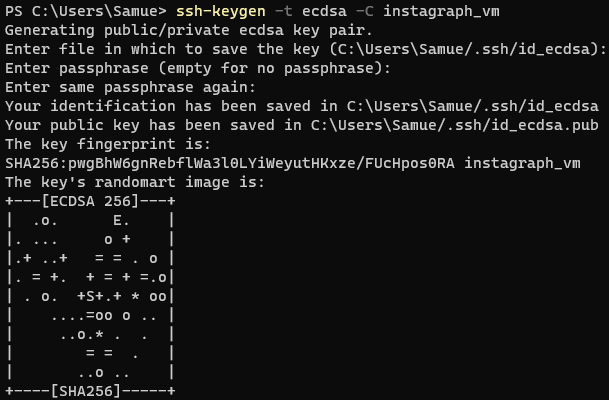 PS C:\Users\Samue> ssh-keygen -t ecdsa -C instagraph_vm
Generating public/private ecdsa key pair.
Enter file in which to save the key (C:\Users\Samue/.ssh/id_ecdsa):
Enter passphrase (empty for no passphrase):
Enter same passphrase again:
Your identification has been saved in C:\Users\Samue/.ssh/id_ecdsa
Your public key has been saved in C:\Users\Samue/.ssh/id_ecdsa.pub
The key fingerprint is:
SHA256:pwgBhW6gnRebflWa3l0LYiWeyutHKxze/FUcHpos0RA instagraph_vm
The key's randomart image is:
+---[ECDSA 256]---+
|  .o.      E.    |
|. ...     o +    |
|.+ ..+   = = . o |
|. = +.  + = + =.o|
| . o.  +S+.+ * oo|
|    ....=oo o .. |
|     ..o.* .  .  |
|        = =  .   |
|       ..o ..    |
+----[SHA256]-----+